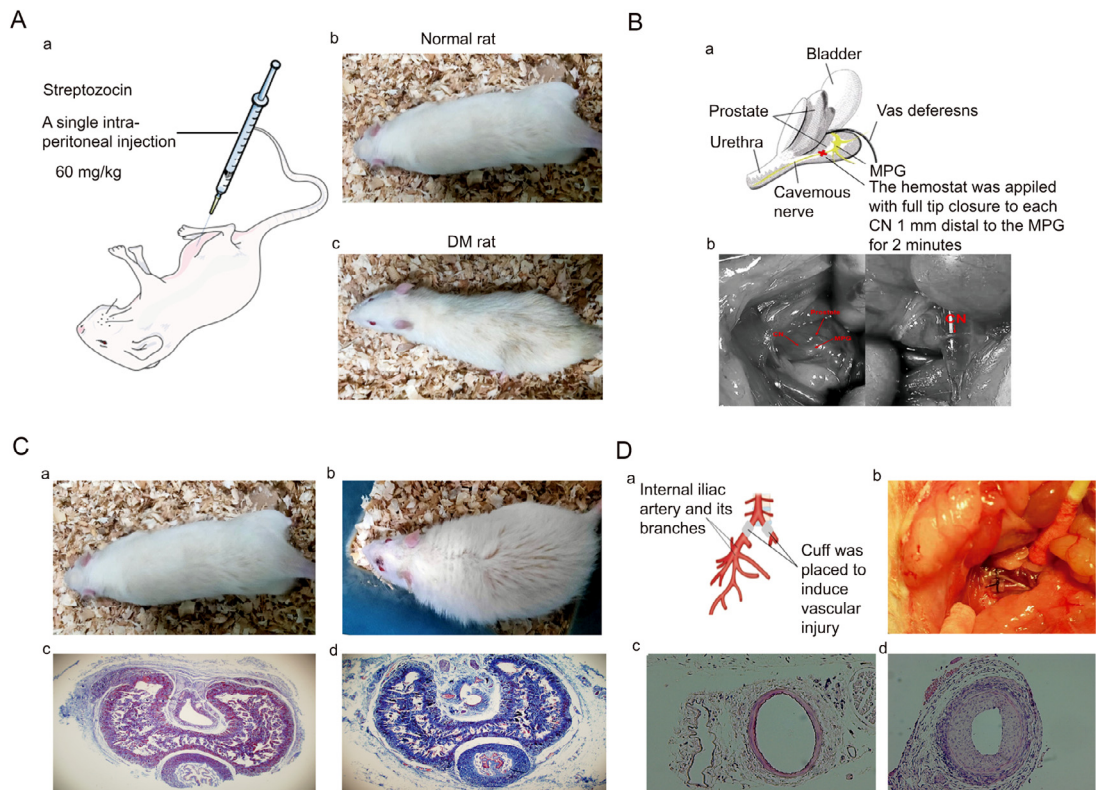 A
a
Streptozocin
A single intra-
peritoneal injection
60 mg/kg
b
Normal rat
c
DM rat
B
a
Bladder
Prostate
Vas deferesns
Urethra
MPG
Cavemous
nerve
The hemostat was appiled
with full tip closure to each
CN 1 mm distal to the MPG
for 2 minutes
b
CN
C
a
b
c
d
D
a
Internal iliac
artery and its
branches
Cuff was
placed to
induce
vascular
injury
b
c
d